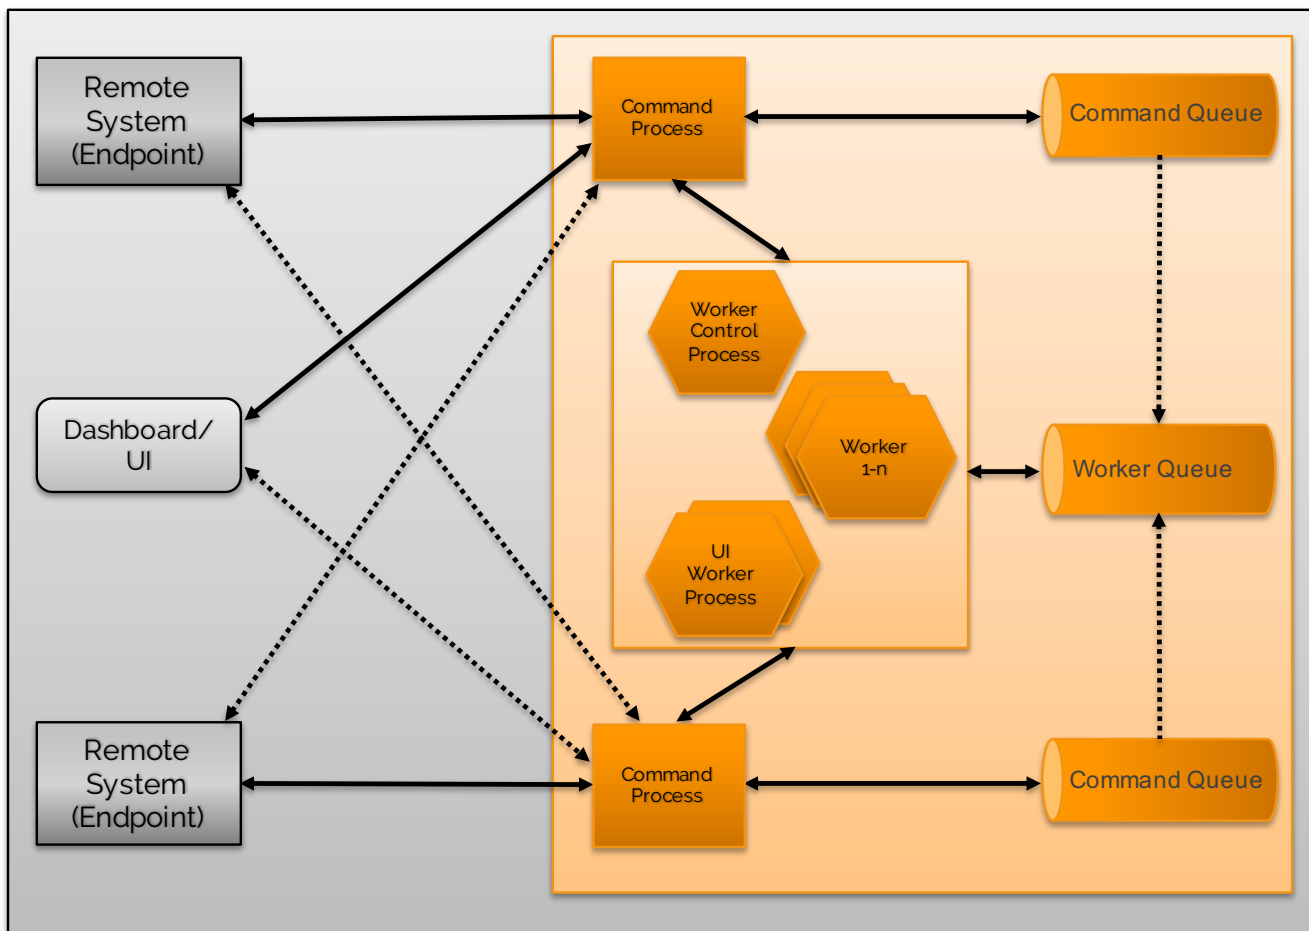 Remote
System
(Endpoint)
Command
Process
Command Queue
Worker
Control
Process
Dashboard/
UI
Worker
1-n
Worker Queue
UI
Worker
Process
Remote
System
(Endpoint)
Command
Process
Command Queue